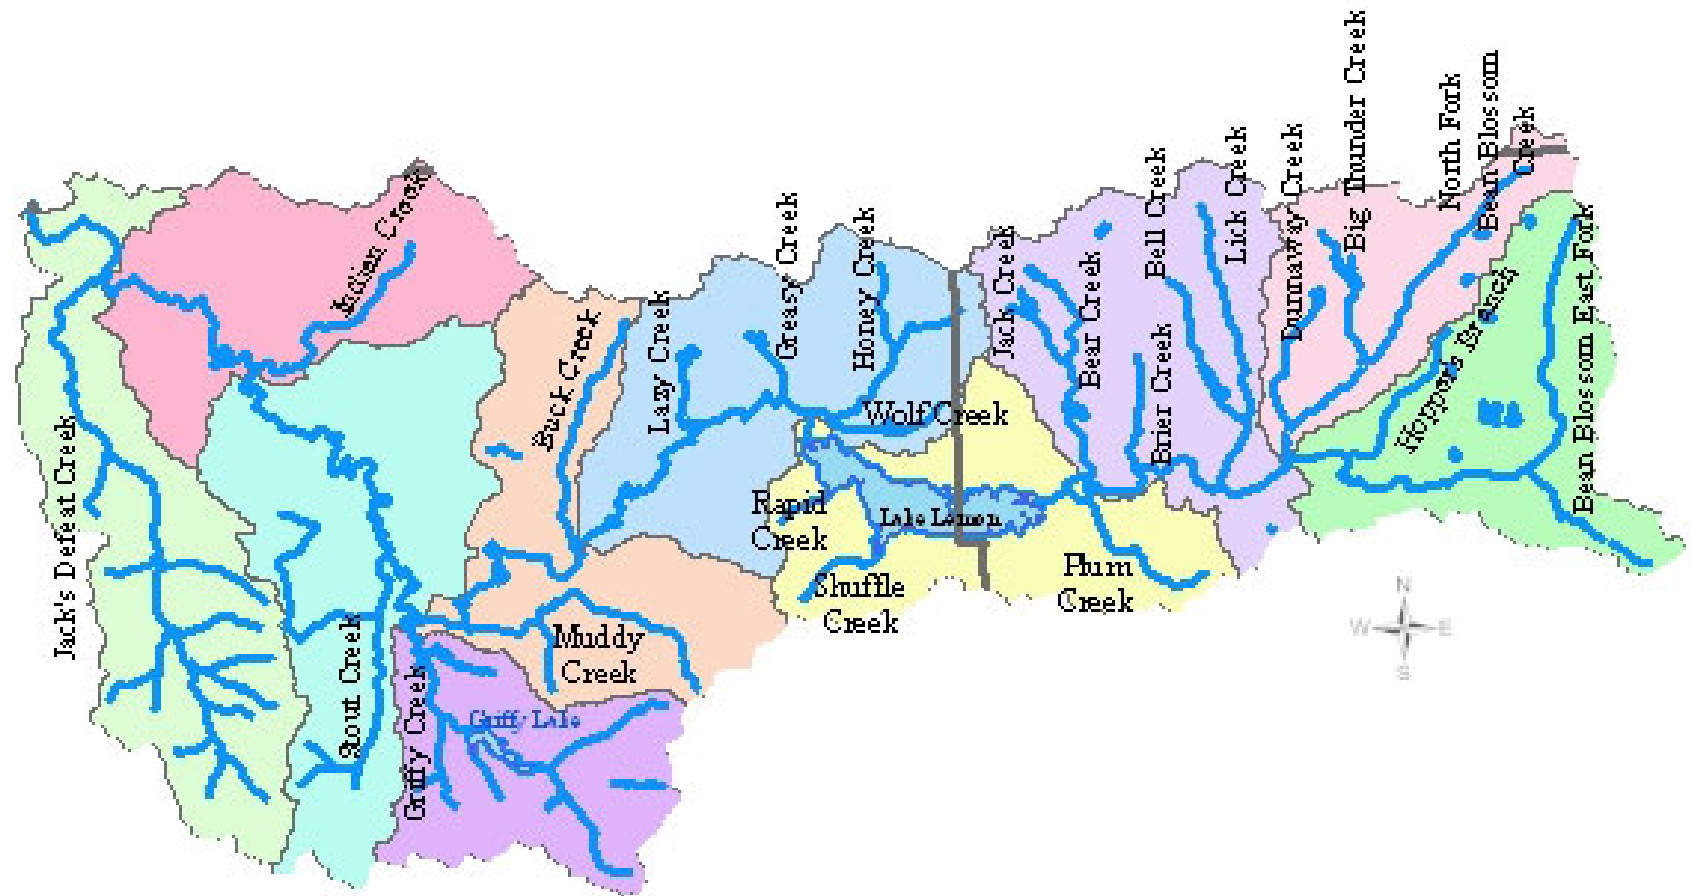 Big Thunder Creek
North Fork
Bean Blossom
Creek
Dunnaway Creek
Lick Creek
Bell Creek
Indian Creek
Greasy Creek
Honey Creek
Jack Creek
Bear Creek
Brier Creek
Hoppers Branch
Bean Blossom East Fork
Buck Creek
Lazy Creek
Wolf Creek
Jack's Defeat Creek
Rapid
Creek
Lake Lemon
Shuffle
Creek
Plum
Creek
Muddy
Creek
Stout Creek
Griffy Creek
Griffy Lake
N
W
E
S